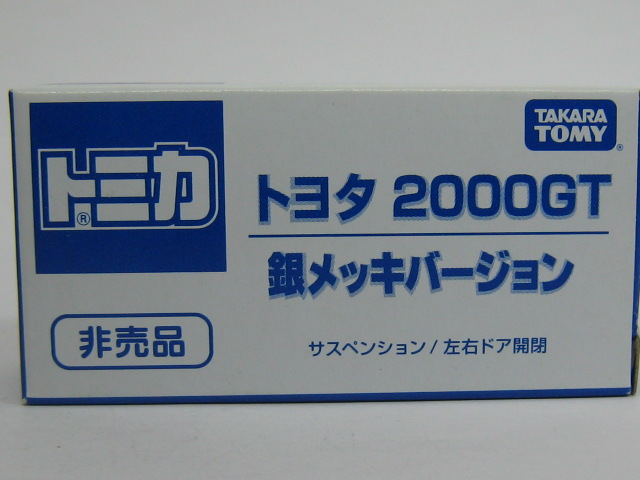 トミカ®
TAKARA
TOMY®
トヨタ 2000GT
銀メッキバージョン
非売品
サスペンション/左右ドア開閉